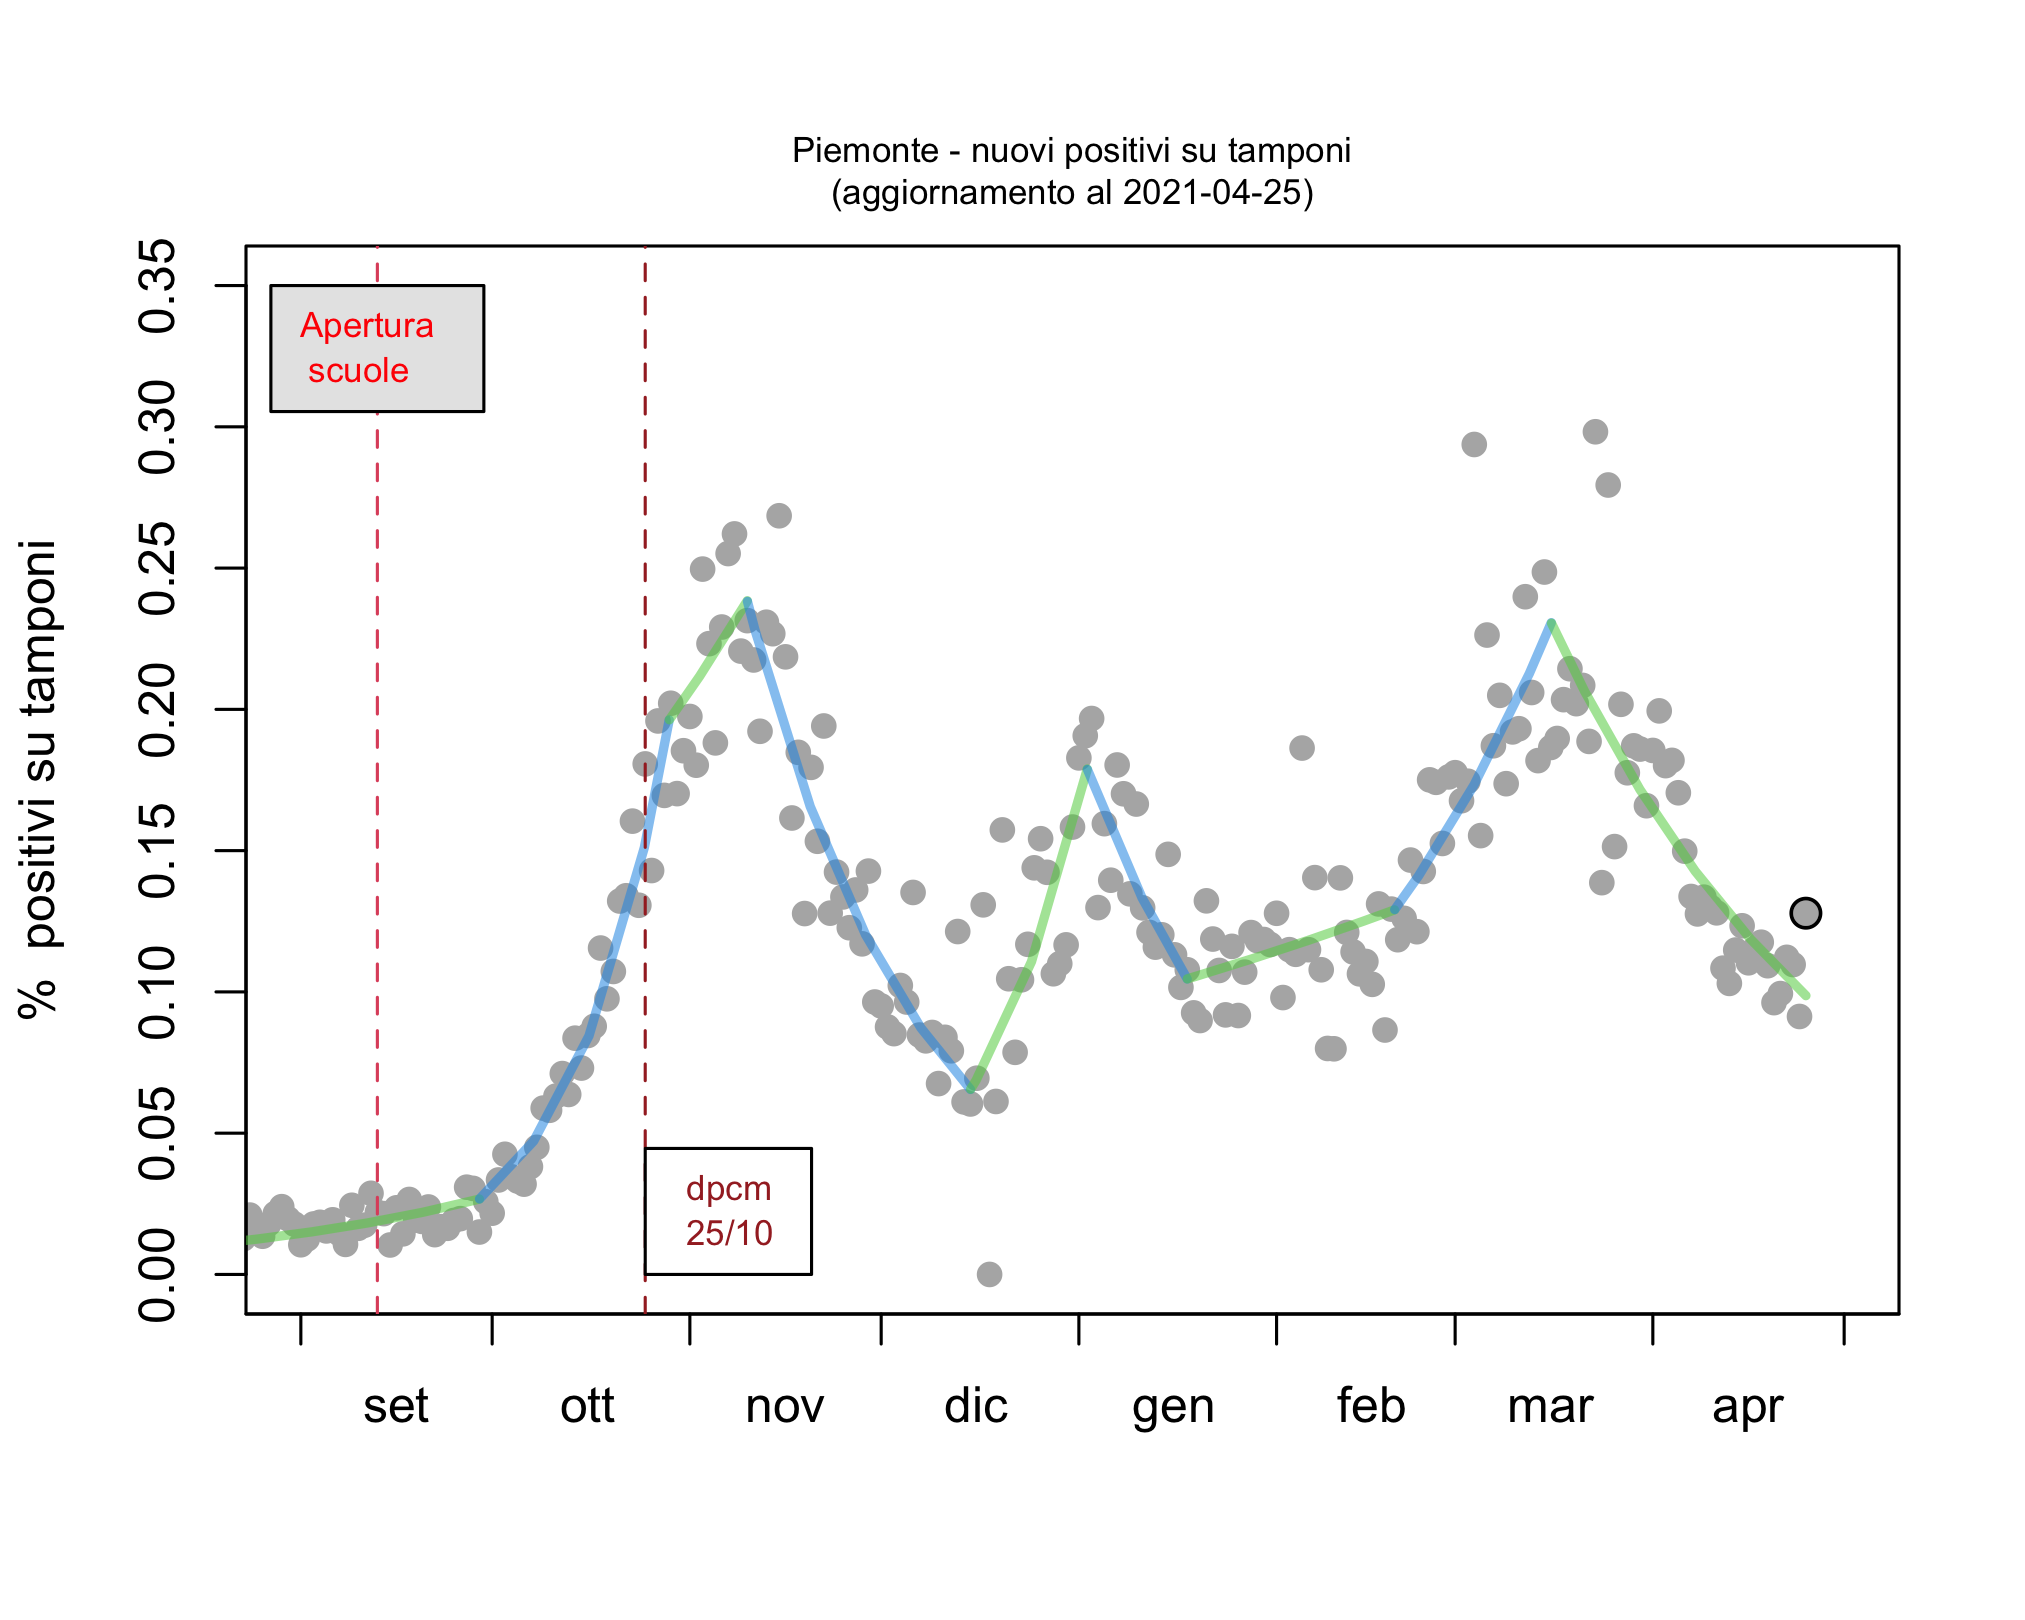 Piemonte - nuovi positivi su tamponi
(aggiornamento al 2021-04-25)
% positivi su tamponi
0.35
0.30
0.25
0.20
0.15
0.10
0.05
0.00
Apertura
scuole
dpcm
25/10
set ott nov dic gen feb mar apr